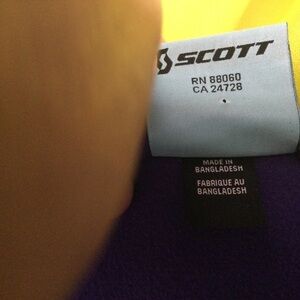 SCOTT
RN 88060
CA 24728
MADE IN
BANGLADESH
FABRIQUE AU
BANGLADESH